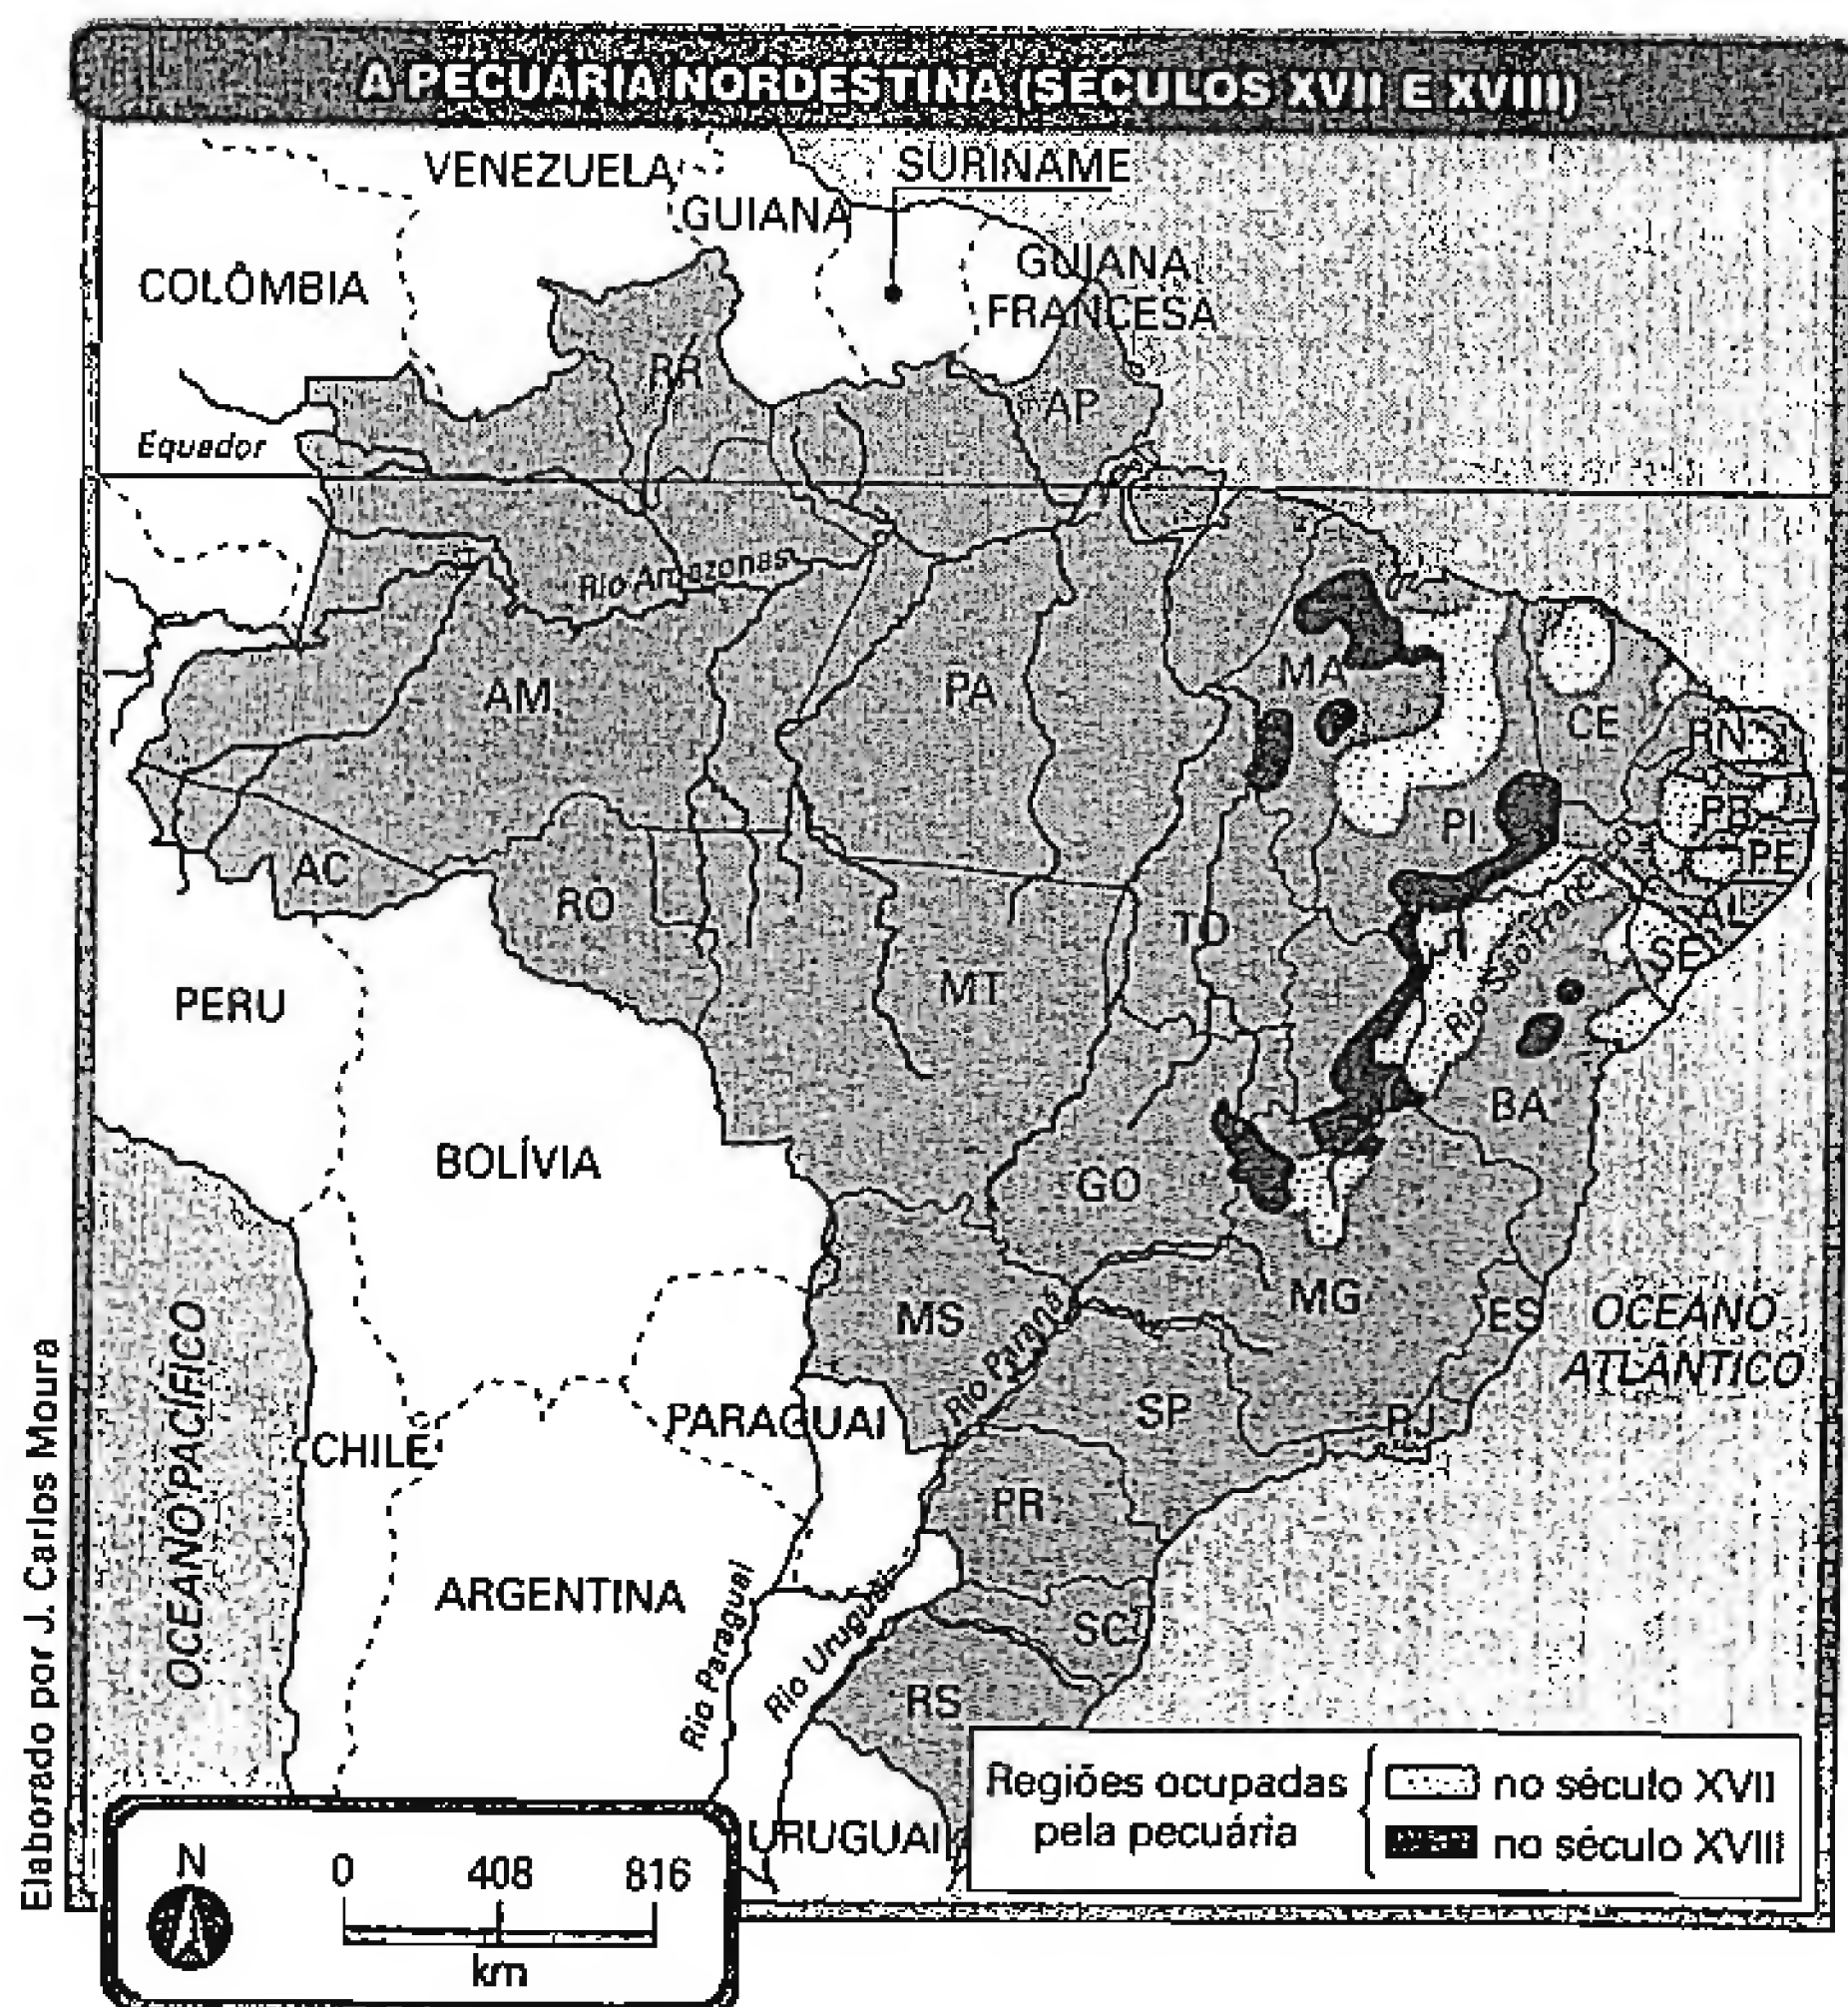 A PECUÁRIA NORDESTINA (SÉCULOS XVII E XVIII)
VENEZUELA
SURINAME
GUIANA
COLÔMBIA
GUIANA
FRANCESA
RR
AP
Equador
Rio Amazonas
AM
PA
MA
CE
RN
PB
PI
PE
AC
RO
TO
AL
SE
Rio São Francisco
PERU
MT
BA
BOLÍVIA
GO
MG
ES
MS
OCEANO
ATLÂNTICO
OCEANO PACÍFICO
Rio Paraná
PARAGUAI
SP
RJ
CHILE
PR
ARGENTINA
Rio Paraguai
Rio Uruguai
SC
RS
URUGUAI
Regiões ocupadas
pela pecuária
no século XVII
no século XVIII
N
0 408 816
km
Elaborado por J. Carlos Moura